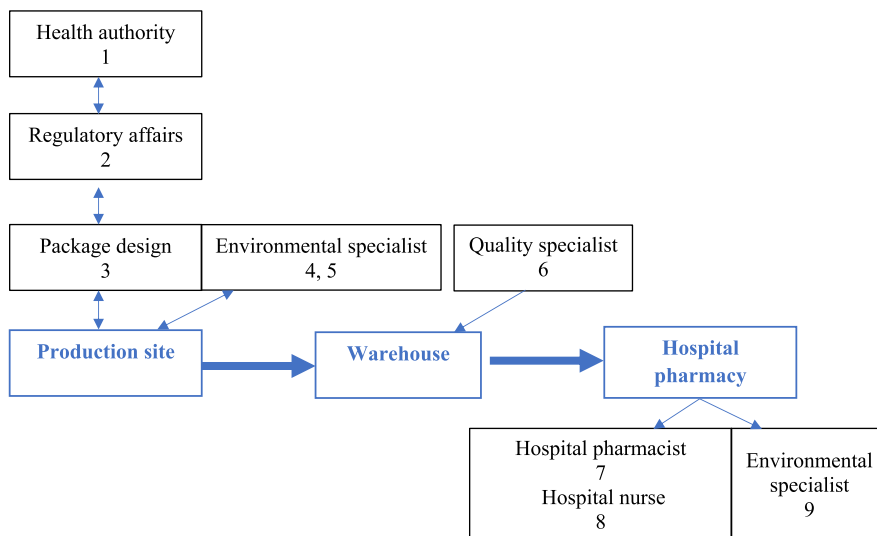 Health authority
1
Regulatory affairs
2
Package design
3
Environmental specialist
4, 5
Quality specialist
6
Production site
Warehouse
Hospital
pharmacy
Hospital pharmacist
7
Hospital nurse
8
Environmental
specialist
9